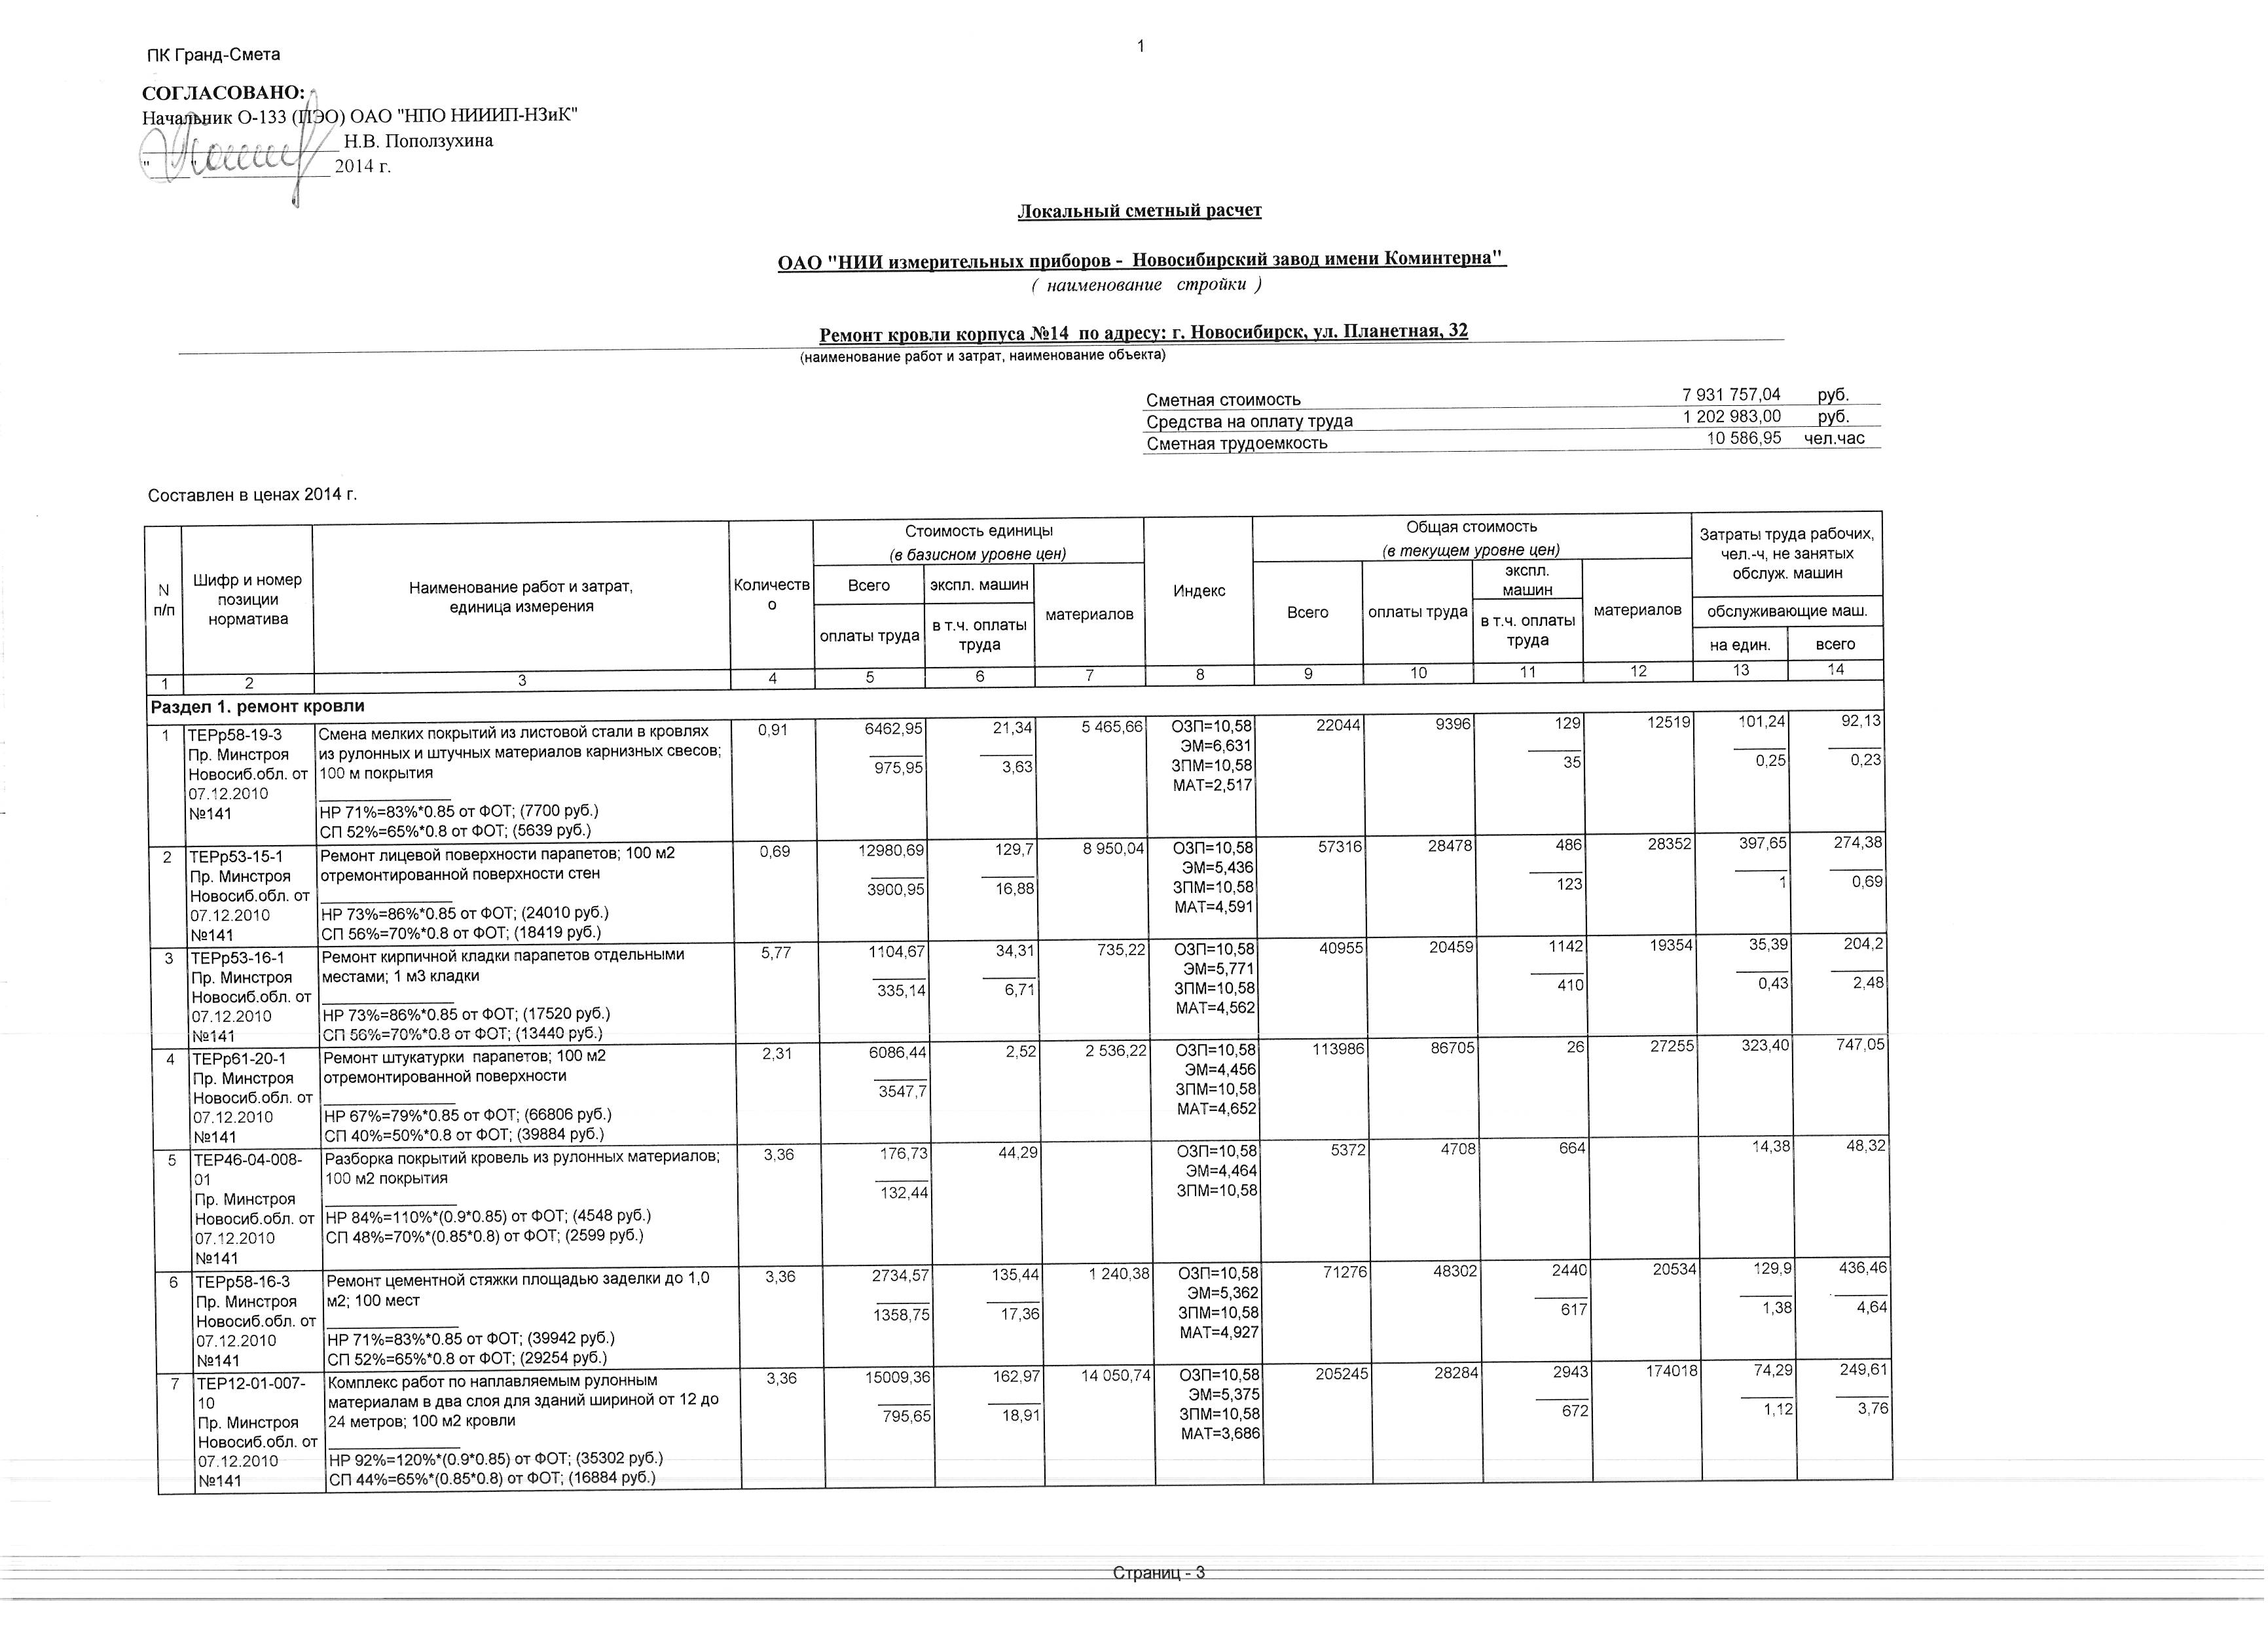 ПК Гранд-Смета
1
СОГЛАСОВАНО:
Начальник О-133 (ПЭО) ОАО "НПО НИИИП-НЗиК"
Н.В. Поползухина
" " 2014 г.
Локальный сметный расчет
ОАО "НИИ измерительных приборов - Новосибирский завод имени Коминтерна"
( наименование стройки )
Ремонт кровли корпуса №14 по адресу: г. Новосибирск, ул. Планетная, 32
(наименование работ и затрат, наименование объекта)
Сметная стоимость 7 931 757,04 руб.
Средства на оплату труда 1 202 983,00 руб.
Сметная трудоемкость 10 586,95 чел.час
Составлен в ценах 2014 г.
N п/п
Шифр и номер позиции норматива
Наименование работ и затрат, единица измерения
Количеств о
Стоимость единицы
(в базисном уровне цен)
Всего
оплаты труда
экспл. машин
в т.ч. оплаты труда
материалов
Индекс
Общая стоимость
(в текущем уровне цен)
Всего
оплаты труда
экспл. машин
в т.ч. оплаты труда
материалов
Затраты труда рабочих, чел.-ч, не занятых обслуж. машин
обслуживающие маш.
на един.
всего
1 2 3 4 5 6 7 8 9 10 11 12 13 14
Раздел 1. ремонт кровли
1 ТЕРр58-19-3 Смена мелких покрытий из листовой стали в кровлях 0,91 6462,95 21,34 5 465,66 ОЗП=10,58 22044 9396 129 12519 101,24 92,13
Пр. Минстроя из рулонных и штучных материалов карнизных свесов; ЭМ=6,631
Новосиб.обл. от 100 м покрытия 975,95 3,63 ЗПМ=10,58 35 0,25 0,23
07.12.2010 МАТ=2,517
№141 НР 71%=83%*0.85 от ФОТ; (7700 руб.)
СП 52%=65%*0.8 от ФОТ; (5639 руб.)
2 ТЕРр53-15-1 Ремонт лицевой поверхности парапетов; 100 м2 0,69 12980,69 129,7 8 950,04 ОЗП=10,58 57316 28478 486 28352 397,65 274,38
Пр. Минстроя отремонтированной поверхности стен ЭМ=5,436
Новосиб.обл. от 3900,95 16,88 ЗПМ=10,58 123 1 0,69
07.12.2010 НР 73%=86%*0.85 от ФОТ; (24010 руб.) МАТ=4,591
№141 СП 56%=70%*0.8 от ФОТ; (18419 руб.)
3 ТЕРр53-16-1 Ремонт кирпичной кладки парапетов отдельными 5,77 1104,67 34,31 735,22 ОЗП=10,58 40955 20459 1142 19354 35,39 204,2
Пр. Минстроя местами; 1 м3 кладки ЭМ=5,771
Новосиб.обл. от 335,14 6,71 ЗПМ=10,58 410 0,43 2,48
07.12.2010 НР 73%=86%*0.85 от ФОТ; (17520 руб.) МАТ=4,562
№141 СП 56%=70%*0.8 от ФОТ; (13440 руб.)
4 ТЕРр61-20-1 Ремонт штукатурки парапетов; 100 м2 2,31 6086,44 2,52 2 536,22 ОЗП=10,58 113986 86705 26 27255 323,40 747,05
Пр. Минстроя отремонтированной поверхности ЭМ=4,456
Новосиб.обл. от 3547,7 ЗПМ=10,58
07.12.2010 НР 67%=79%*0.85 от ФОТ; (66806 руб.) МАТ=4,652
№141 СП 40%=50%*0.8 от ФОТ; (39884 руб.)
5 ТЕР46-04-008- Разборка покрытий кровель из рулонных материалов; 3,36 176,73 44,29 ОЗП=10,58 5372 4708 664 14,38 48,32
01 100 м2 покрытия ЭМ=4,464
Пр. Минстроя 132,44 ЗПМ=10,58
Новосиб.обл. от НР 84%=110%*(0.9*0.85) от ФОТ; (4548 руб.)
07.12.2010 СП 48%=70%*(0.85*0.8) от ФОТ; (2599 руб.)
№141
6 ТЕРр58-16-3 Ремонт цементной стяжки площадью заделки до 1,0 3,36 2734,57 135,44 1 240,38 ОЗП=10,58 71276 48302 2440 20534 129,9 436,46
Пр. Минстроя м2; 100 мест ЭМ=5,362
Новосиб.обл. от 1358,75 17,36 ЗПМ=10,58 617 1,38 4,64
07.12.2010 НР 71%=83%*0.85 от ФОТ; (39942 руб.) МАТ=4,927
№141 СП 52%=65%*0.8 от ФОТ; (29254 руб.)
7 ТЕР12-01-007- Комплекс работ по наплавляемым рулонным 3,36 15009,36 162,97 14 050,74 ОЗП=10,58 205245 28284 2943 174018 74,29 249,61
10 материалам в два слоя для зданий шириной от 12 до ЭМ=5,375
Пр. Минстроя 24 метров; 100 м2 кровли 795,65 18,91 ЗПМ=10,58 672 1,12 3,76
Новосиб.обл. от МАТ=3,686
07.12.2010 НР 92%=120%*(0.9*0.85) от ФОТ; (35302 руб.)
№141 СП 44%=65%*(0.85*0.8) от ФОТ; (16884 руб.)
Страниц - 3